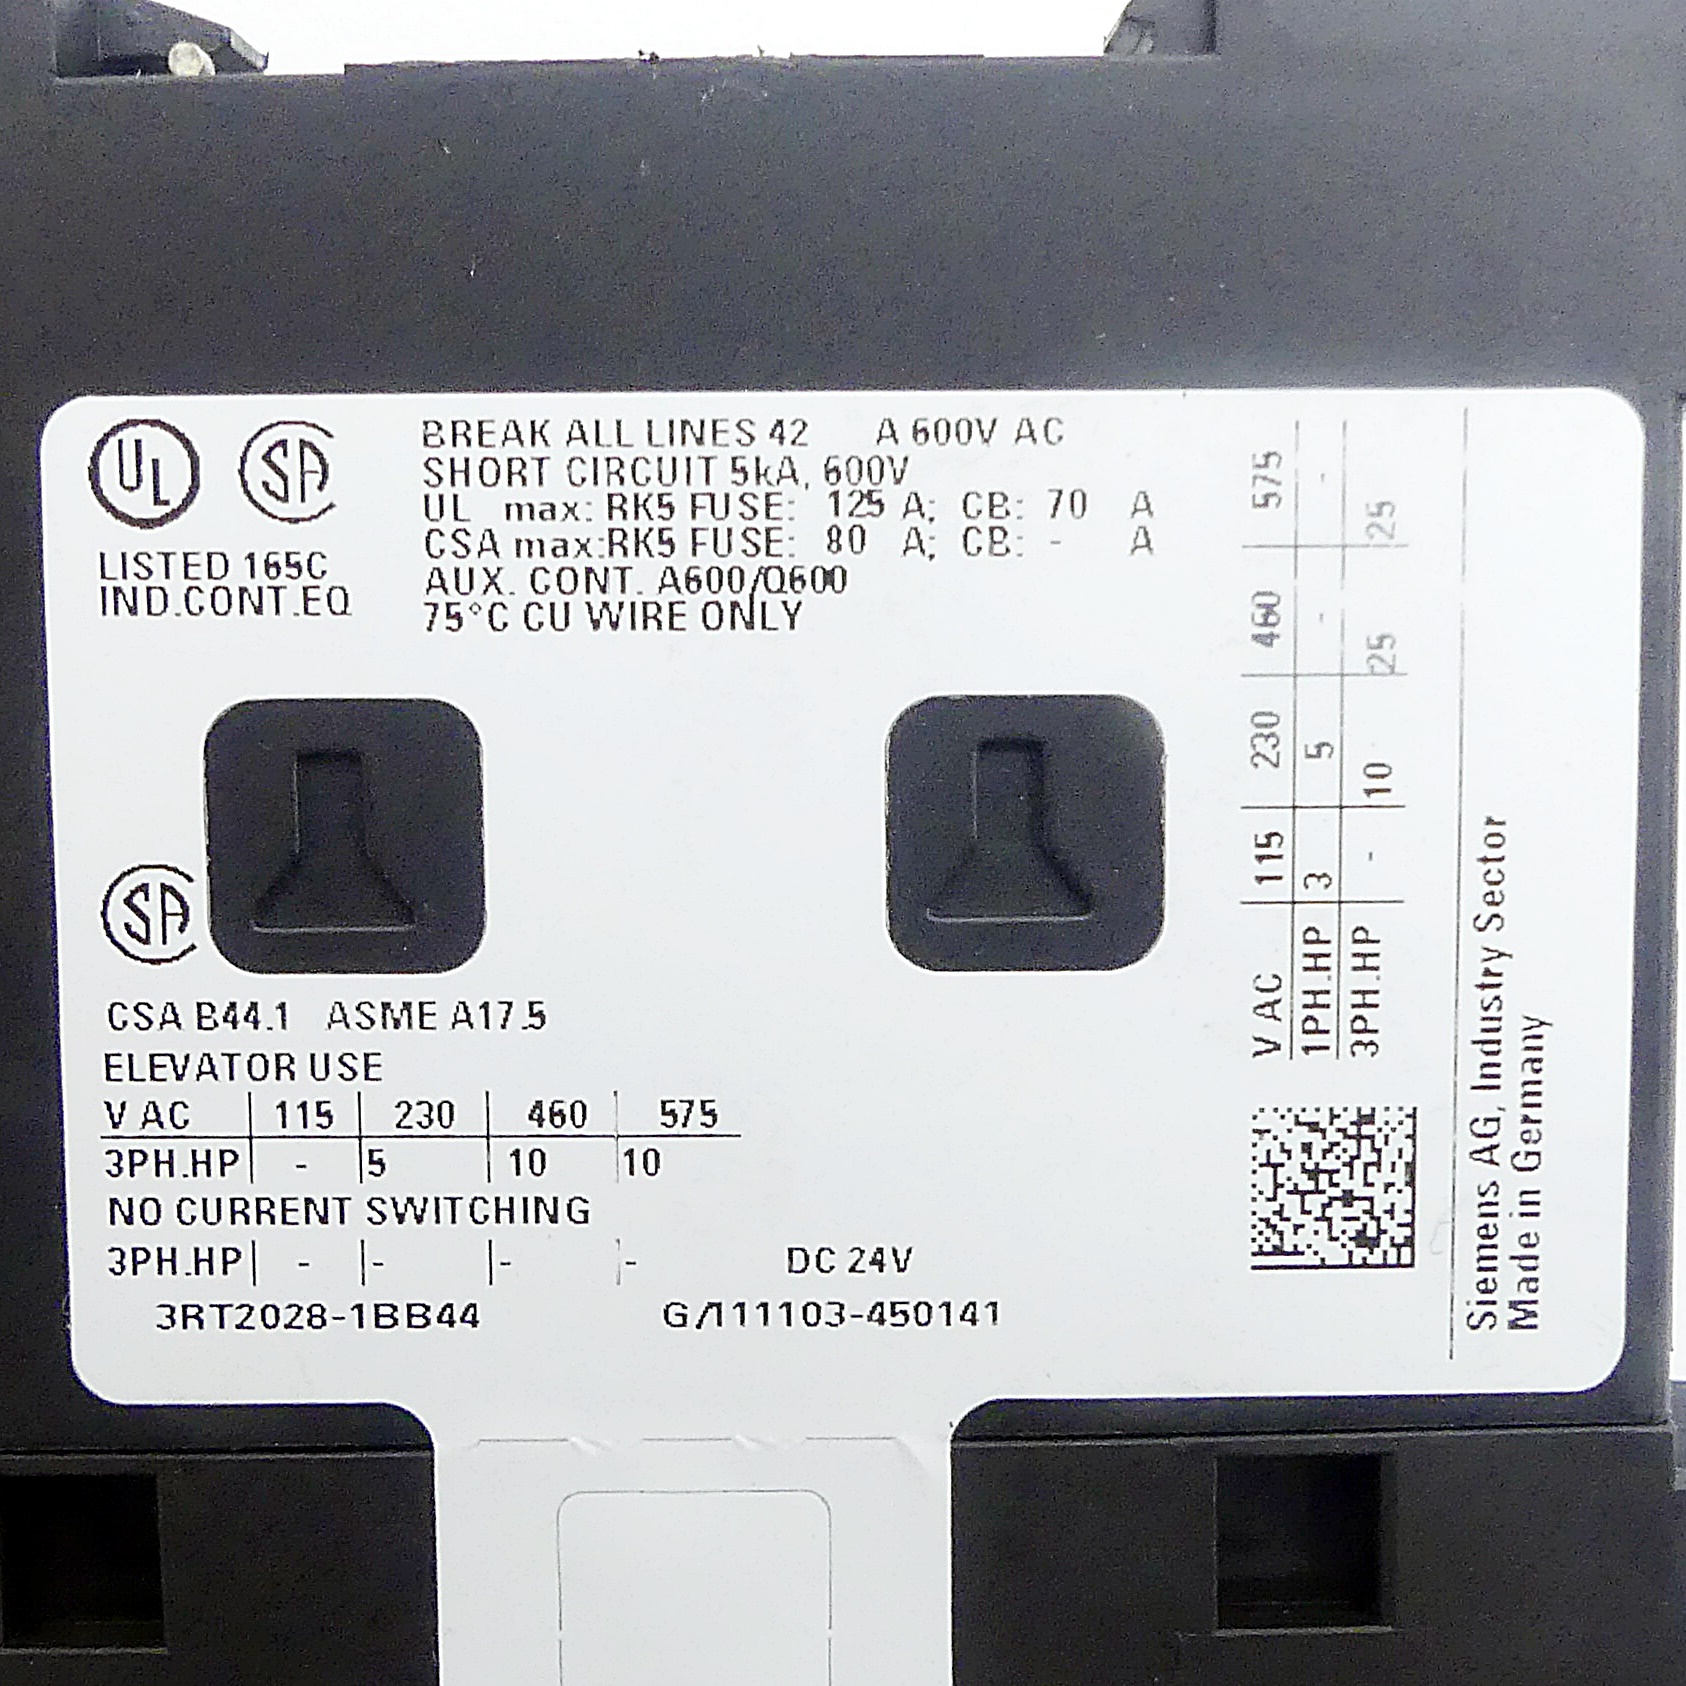 UL SA
LISTED 165C
IND.CONT.EQ
BREAK ALL LINES 42 A 600V AC
SHORT CIRCUIT 5kA, 600V
UL max: RK5 FUSE: 125 A; CB: 70 A
CSA max:RK5 FUSE: 80 A; CB: - A
AUX. CONT. A600/Q600
75°C CU WIRE ONLY
SA
CSA B44.1 ASME A17.5
ELEVATOR USE
V AC | 115 | 230 | 460 | 575
3PH.HP | - | 5 | 10 | 10
NO CURRENT SWITCHING
3PH.HP | - | - | - | -
DC 24V
3RT2028-1BB44 G/111103-450141
V AC 115 230 460 575
1PH.HP 3 5 - -
3PH.HP - 10 25 25
Siemens AG, Industry Sector
Made in Germany